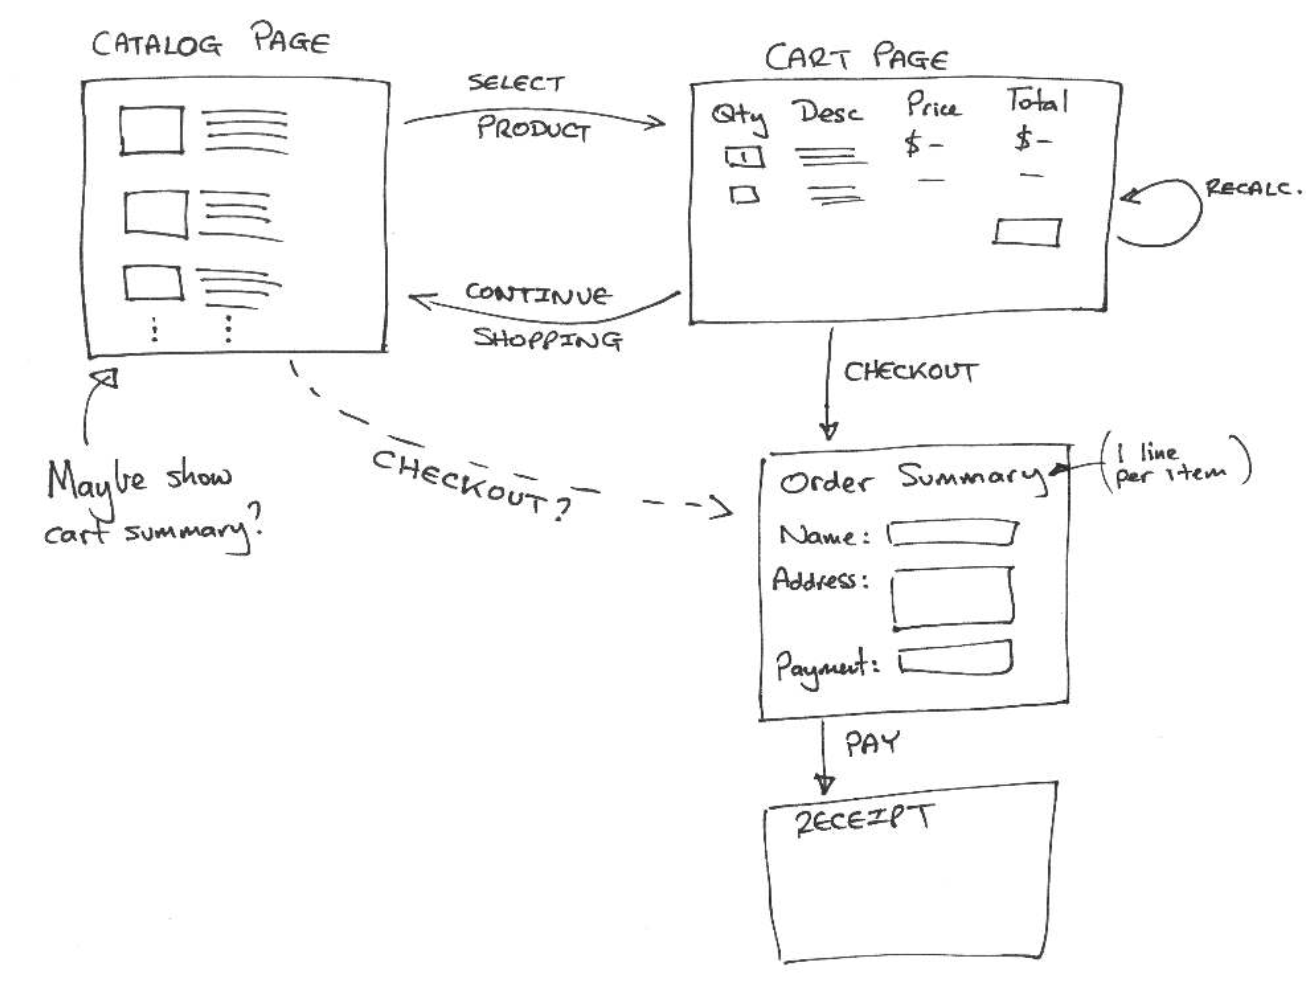 CATALOG PAGE
SELECT
PRODUCT
CONTINUE
SHOPPING
CART PAGE
Qty Desc Price Total
1 $- $-
- -
RECALC.
CHECKOUT
Maybe show
cart summary?
CHECKOUT?
Order Summary
(1 line
per item)
Name:
Address:
Payment:
PAY
RECEIPT